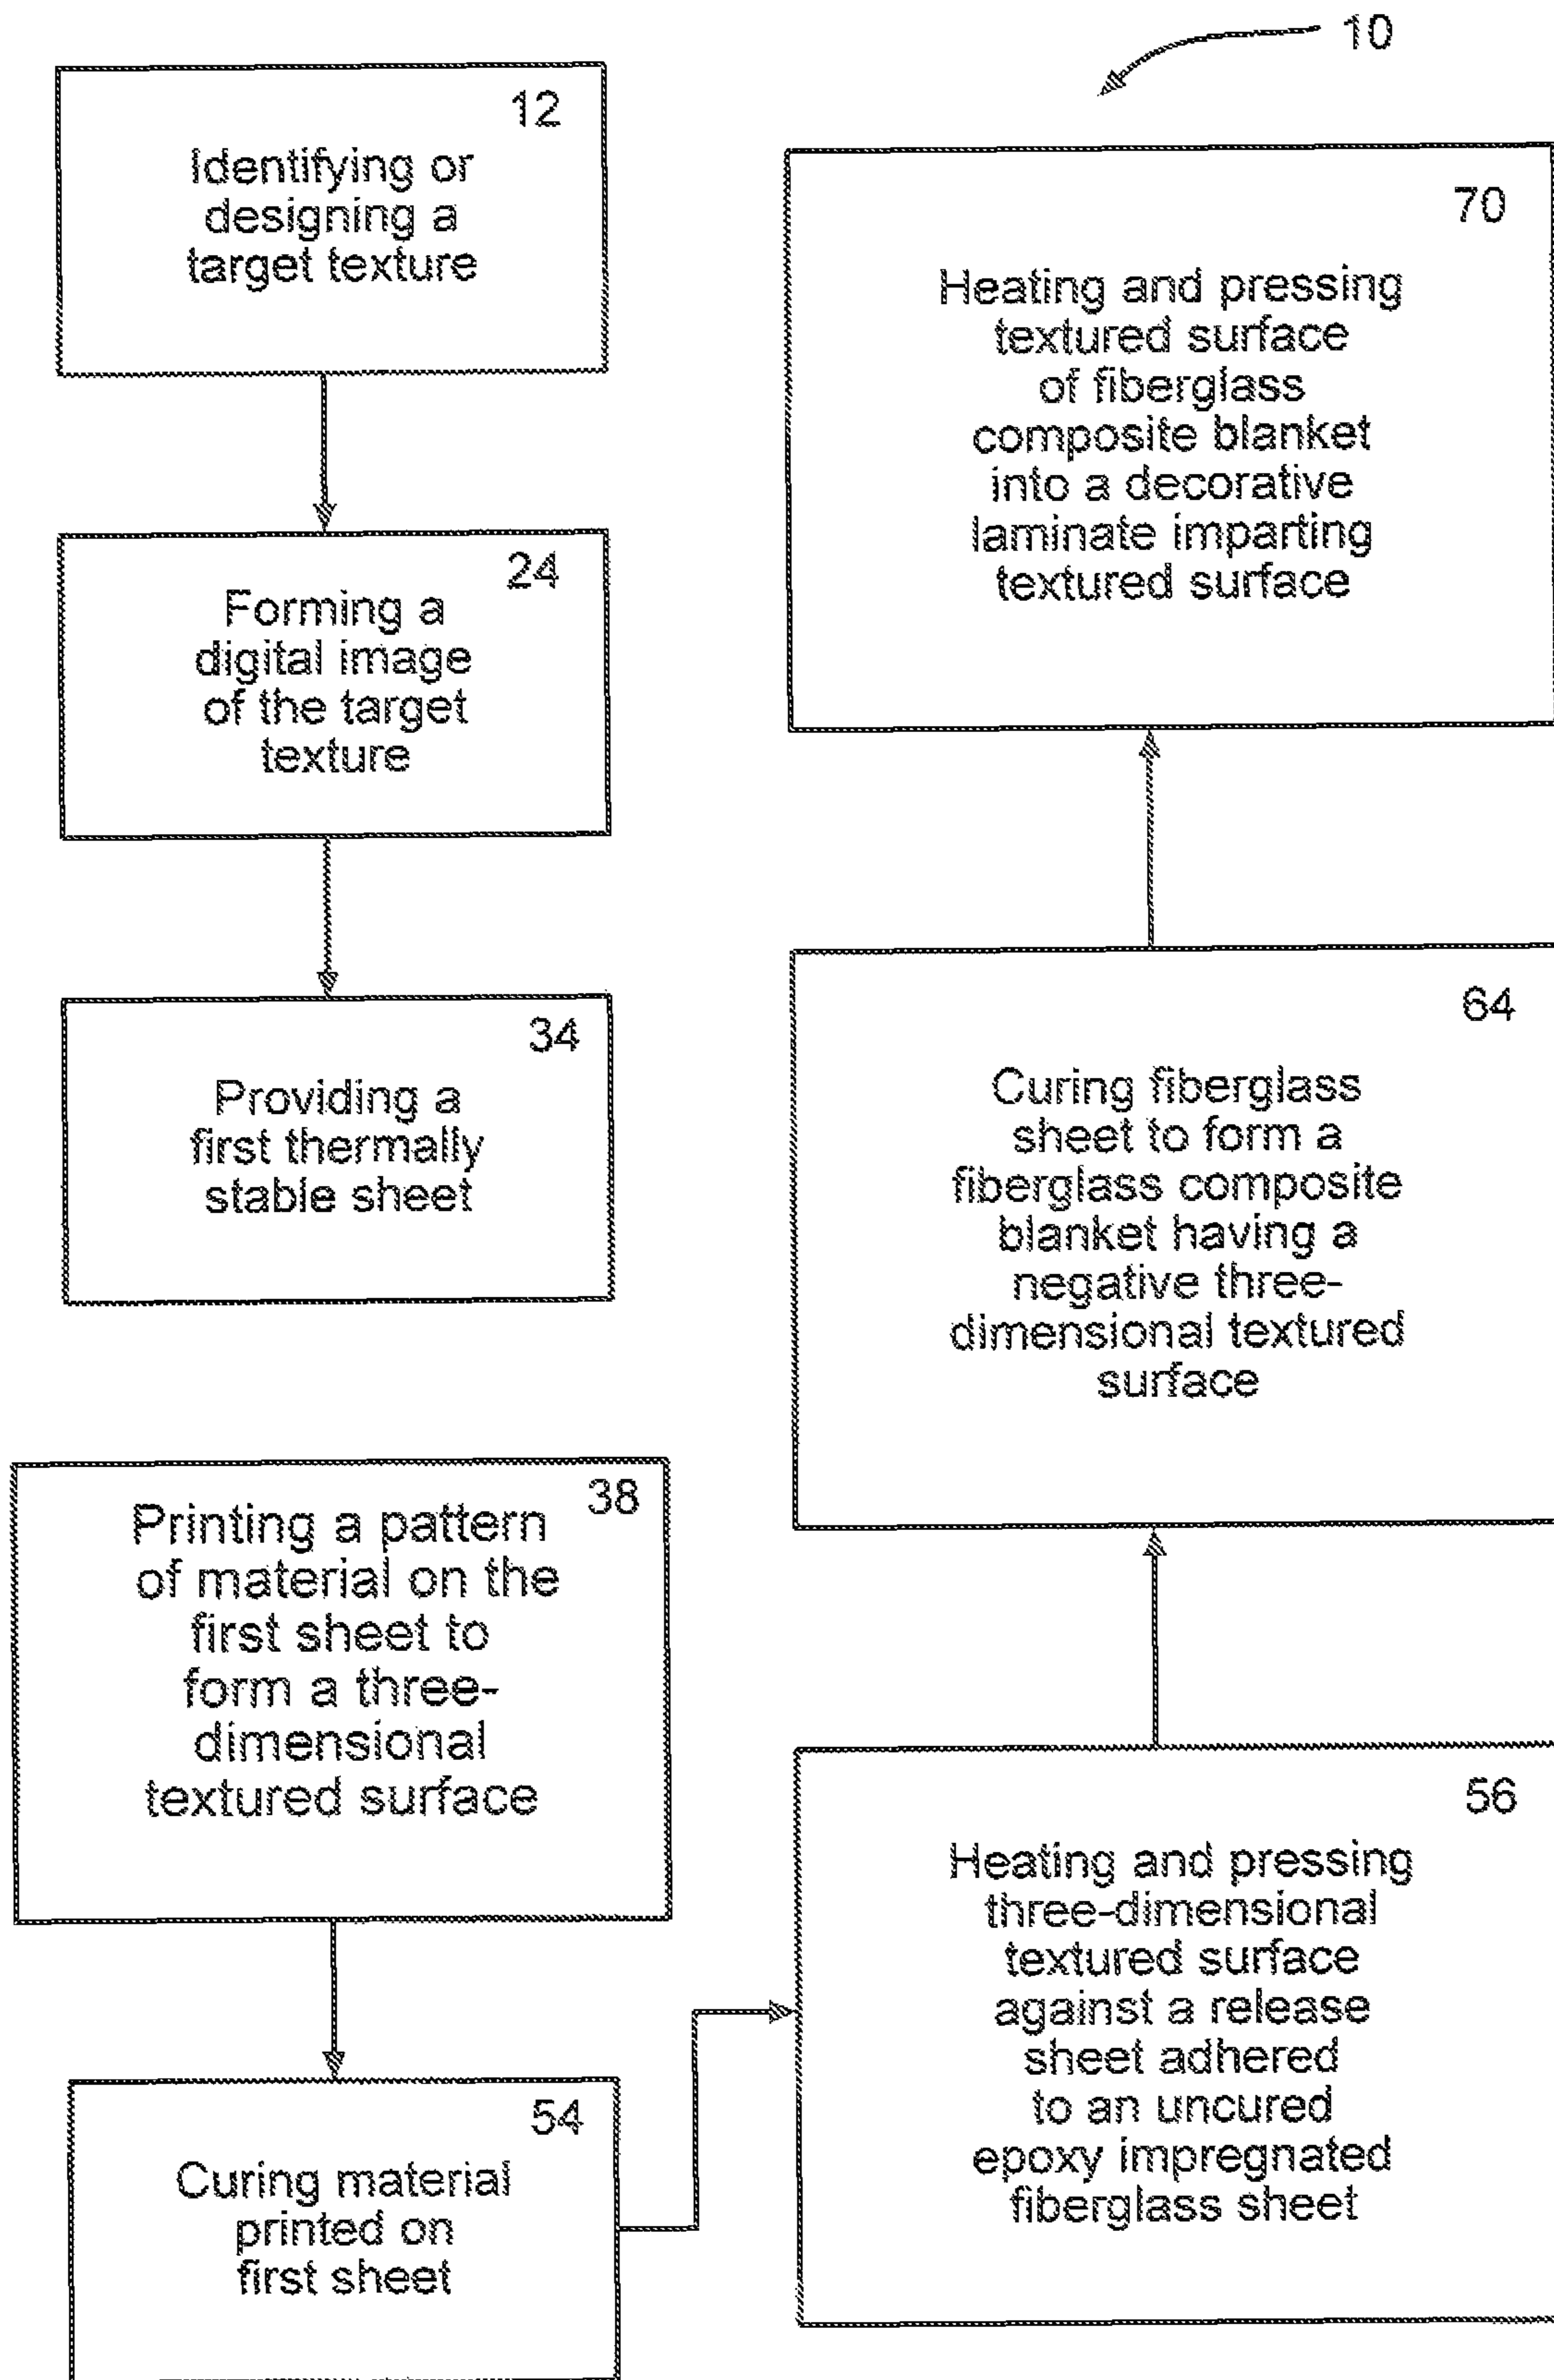 10
12
Identifying or
designing a
target texture
24
Forming a
digital image
of the target
texture
34
Providing a
first thermally
stable sheet
38
Printing a pattern
of material on the
first sheet to
form a three-
dimensional
textured surface
54
Curing material
printed on
first sheet
56
Heating and pressing
three-dimensional
textured surface
against a release
sheet adhered
to an uncured
epoxy impregnated
fiberglass sheet
64
Curing fiberglass
sheet to form a
fiberglass composite
blanket having a
negative three-
dimensional textured
surface
70
Heating and pressing
textured surface
of fiberglass
composite blanket
into a decorative
laminate imparting
textured surface